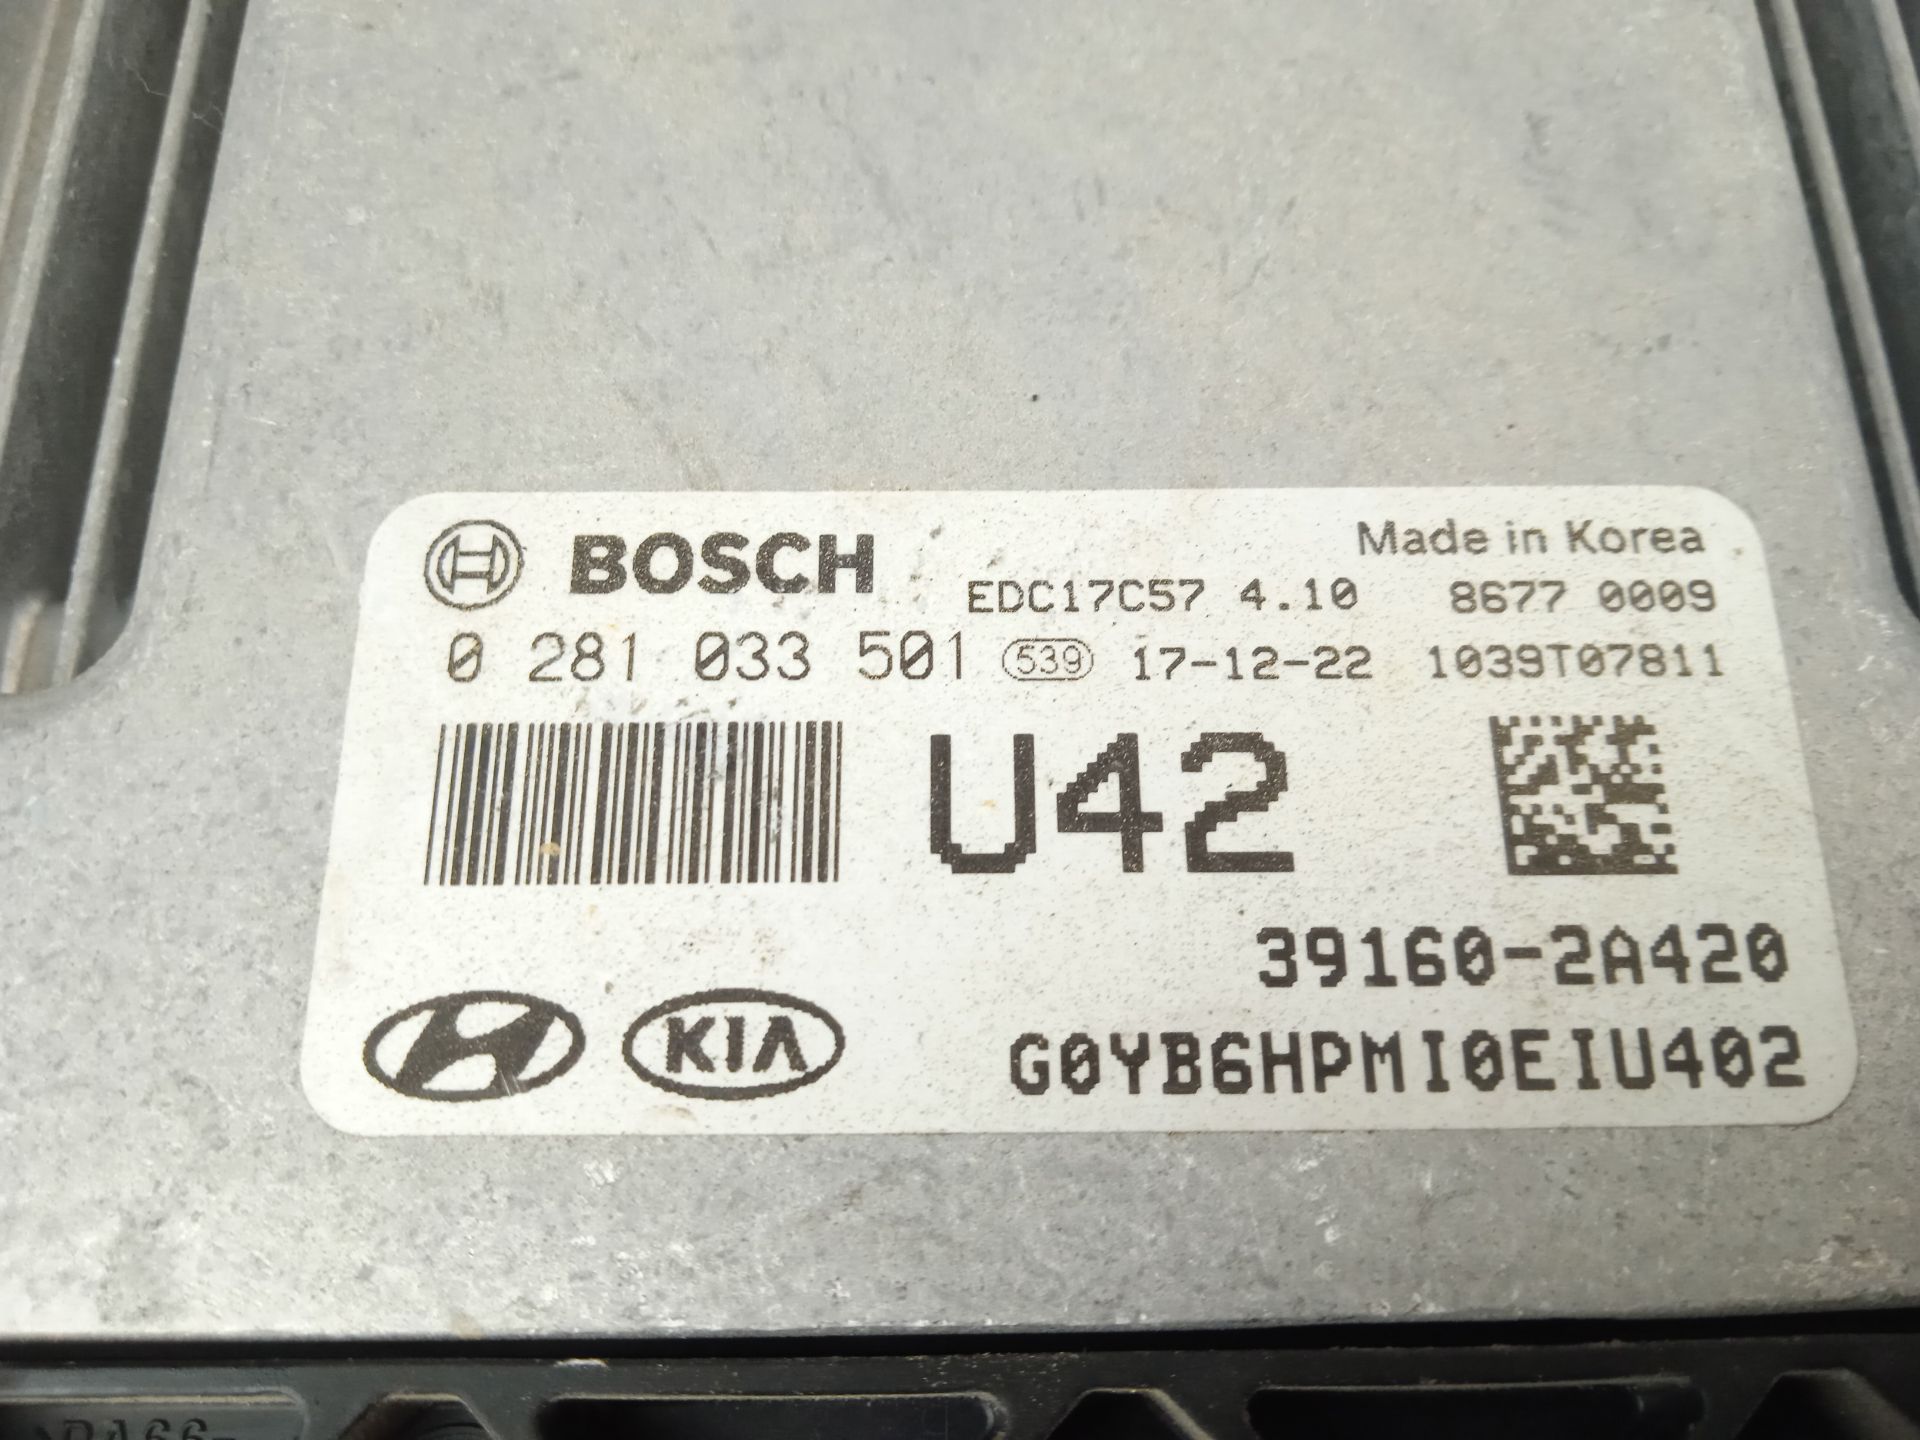 BOSCH
Made in Korea
EDC17C57 4.10 8677 0009
0 281 033 501 539 17-12-22 1039T07811
U42
39160-2A420
KIA
G0YB6HPMI0EIU402
>PA66-